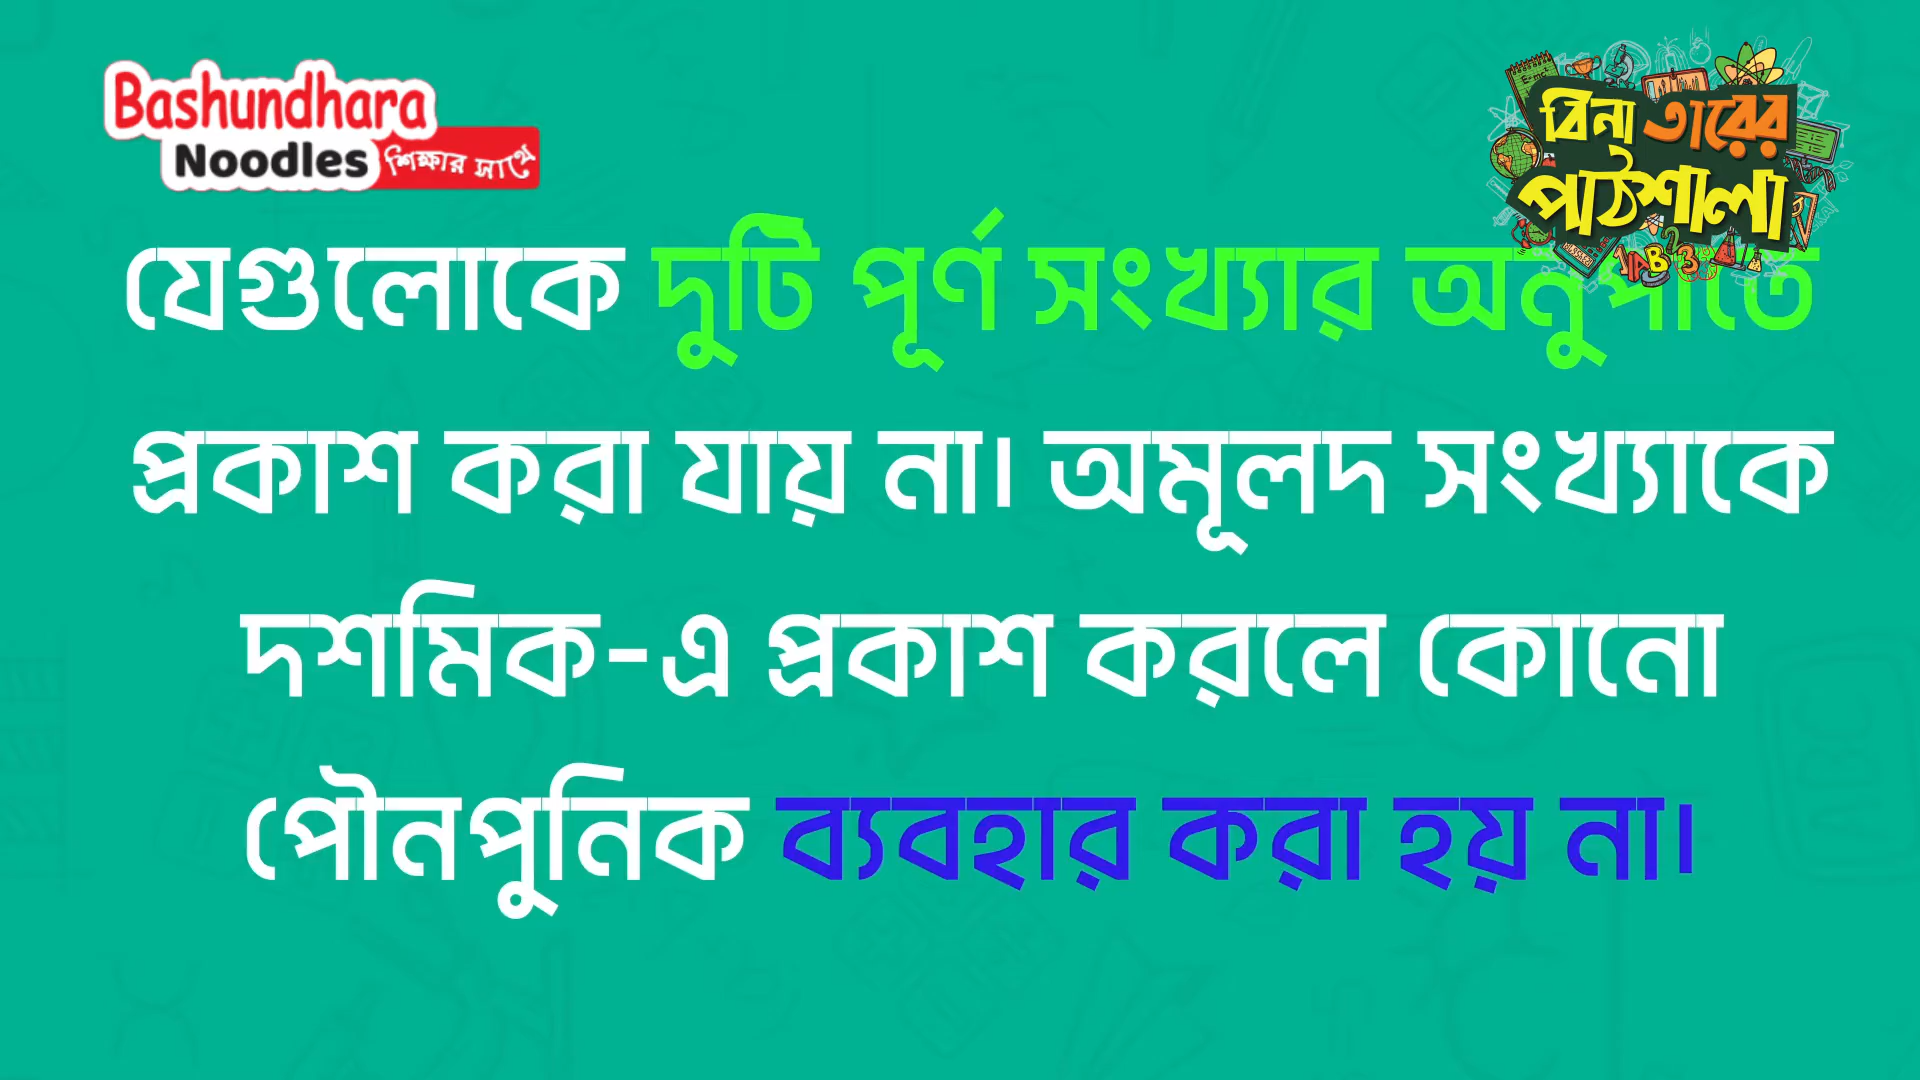 Bashundhara
Noodles শিক্ষার সাথে
বিনা তারের
পাঠশালা
যেগুলোকে দুটি পূর্ণ সংখ্যার অনুপাতে
প্রকাশ করা যায় না। অমূলদ সংখ্যাকে
দশমিক-এ প্রকাশ করলে কোনো
পৌনপুনিক ব্যবহার করা হয় না।